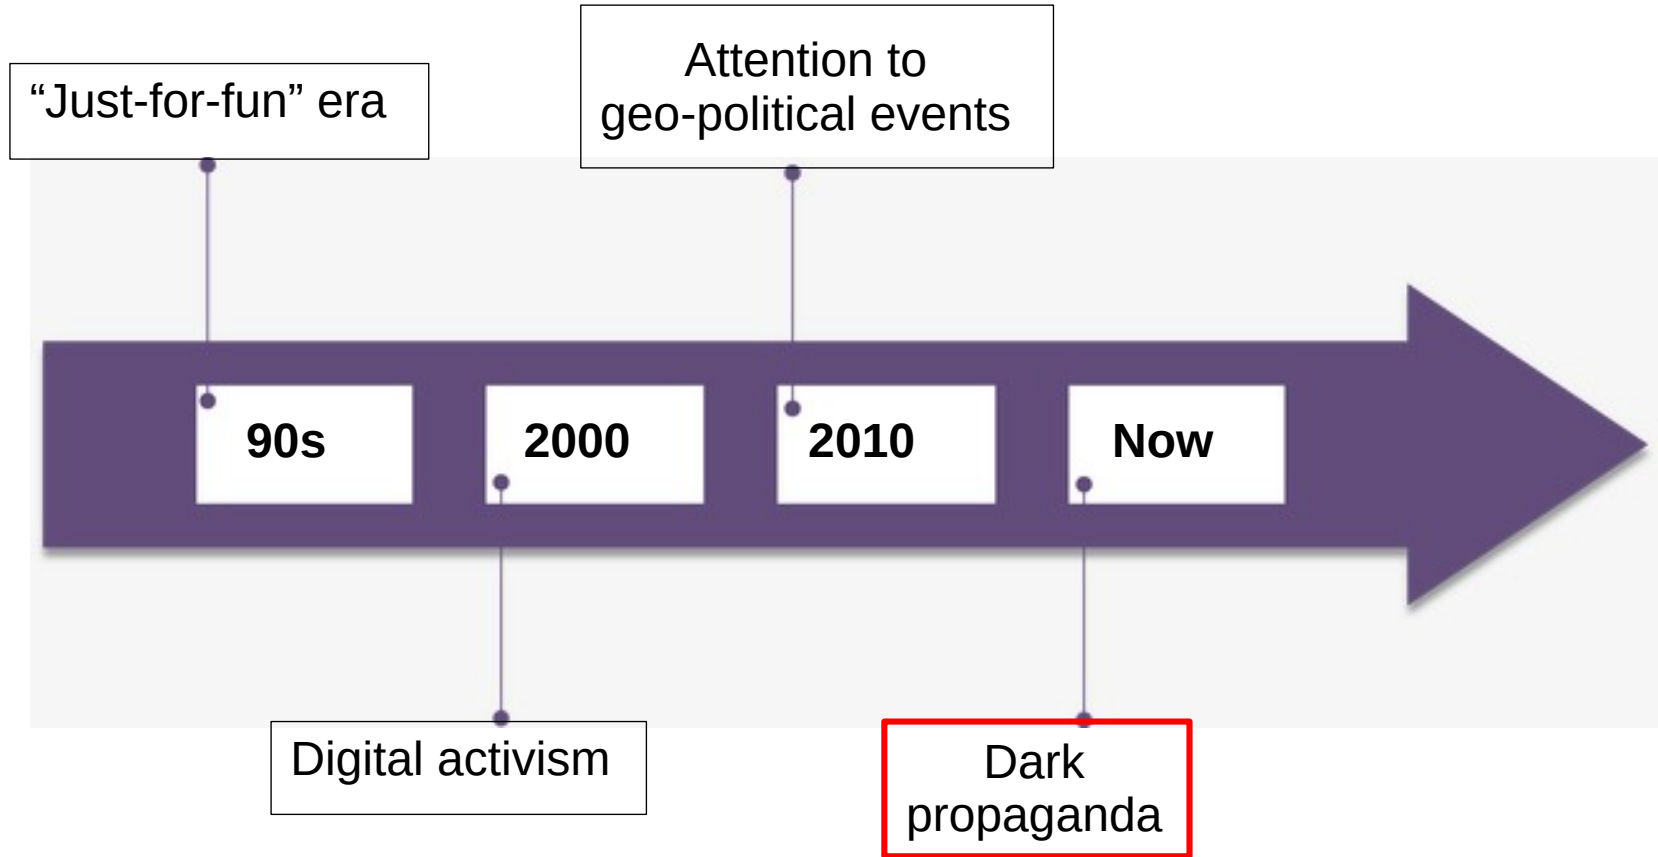 Attention to
geo-political events
“Just-for-fun” era
90s
2000
2010
Now
Digital activism
Dark
propaganda